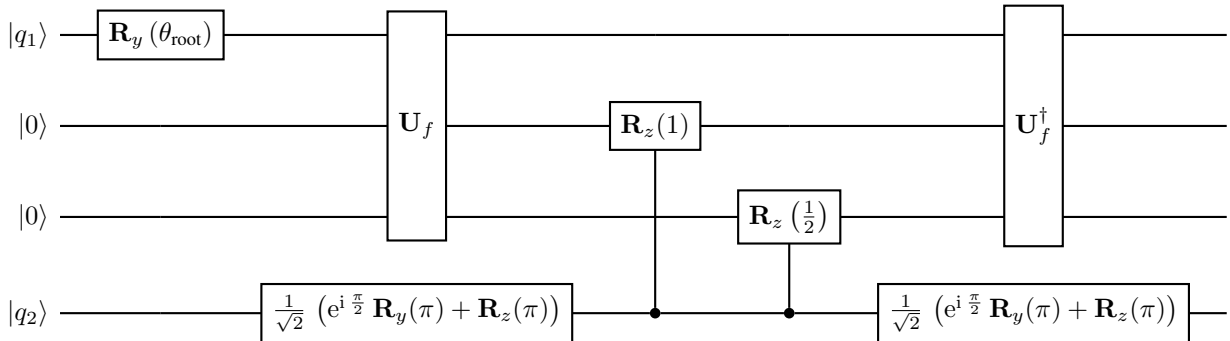 |q₁⟩ R_y (θ_root)
U_f
U_f^†
|0⟩ R_z(1)
|0⟩ R_z (1/2)
|q₂⟩ 1/√2 (e^{i π/2} R_y(π) + R_z(π)) 1/√2 (e^{i π/2} R_y(π) + R_z(π))